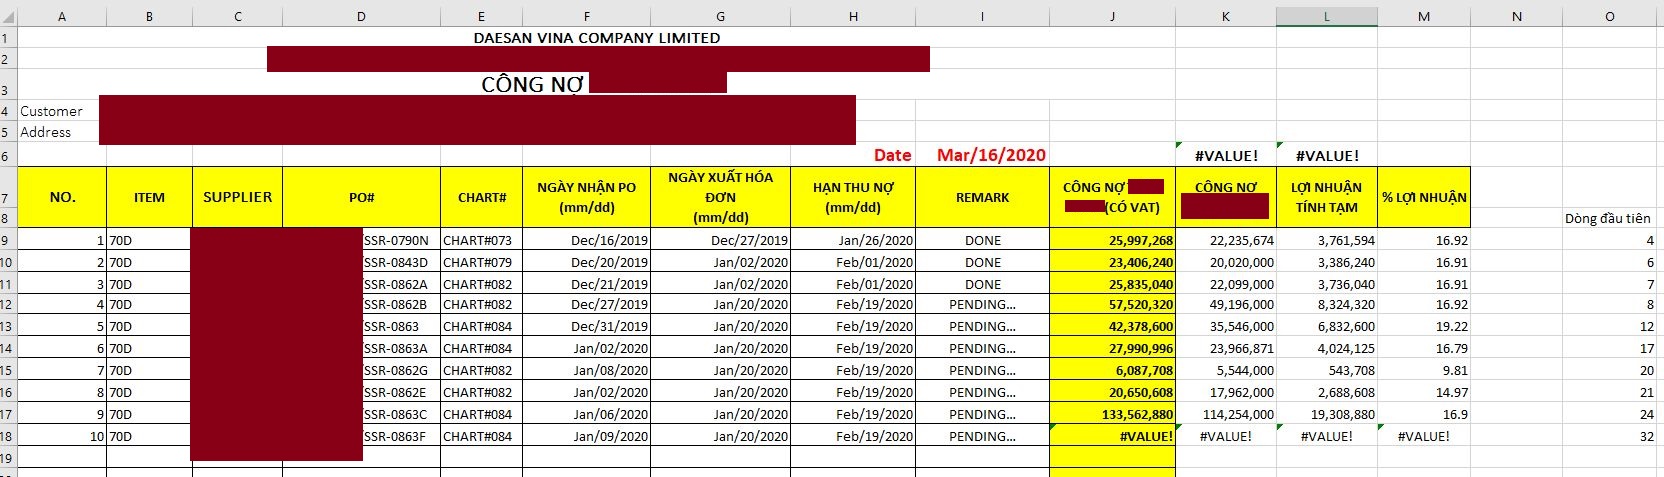 A B C D E F G H I J K L M N O
1 DAESAN VINA COMPANY LIMITED
2
3 CÔNG NỢ
4 Customer
5 Address
6 Date Mar/16/2020 #VALUE! #VALUE!
7 NO. ITEM SUPPLIER PO# CHART# NGÀY NHẬN PO (mm/dd) NGÀY XUẤT HÓA ĐƠN (mm/dd) HẠN THU NỢ (mm/dd) REMARK CÔNG NỢ (CÓ VAT) CÔNG NỢ LỢI NHUẬN TÍNH TẠM % LỢI NHUẬN
8 Dòng đầu tiên
9 1 70D SSR-0790N CHART#073 Dec/16/2019 Dec/27/2019 Jan/26/2020 DONE 25,997,268 22,235,674 3,761,594 16.92 4
10 2 70D SSR-0843D CHART#079 Dec/20/2019 Jan/02/2020 Feb/01/2020 DONE 23,406,240 20,020,000 3,386,240 16.91 6
11 3 70D SSR-0862A CHART#082 Dec/21/2019 Jan/02/2020 Feb/01/2020 DONE 25,835,040 22,099,000 3,736,040 16.91 7
12 4 70D SSR-0862B CHART#082 Dec/27/2019 Jan/20/2020 Feb/19/2020 PENDING... 57,520,320 49,196,000 8,324,320 16.92 8
13 5 70D SSR-0863 CHART#084 Dec/31/2019 Jan/20/2020 Feb/19/2020 PENDING... 42,378,600 35,546,000 6,832,600 19.22 12
14 6 70D SSR-0863A CHART#084 Jan/02/2020 Jan/20/2020 Feb/19/2020 PENDING... 27,990,996 23,966,871 4,024,125 16.79 17
15 7 70D SSR-0862G CHART#082 Jan/08/2020 Jan/20/2020 Feb/19/2020 PENDING... 6,087,708 5,544,000 543,708 9.81 20
16 8 70D SSR-0862E CHART#082 Jan/02/2020 Jan/20/2020 Feb/19/2020 PENDING... 20,650,608 17,962,000 2,688,608 14.97 21
17 9 70D SSR-0863C CHART#084 Jan/06/2020 Jan/20/2020 Feb/19/2020 PENDING... 133,562,880 114,254,000 19,308,880 16.9 24
18 10 70D SSR-0863F CHART#084 Jan/09/2020 Jan/20/2020 Feb/19/2020 PENDING... #VALUE! #VALUE! #VALUE! #VALUE! 32
19